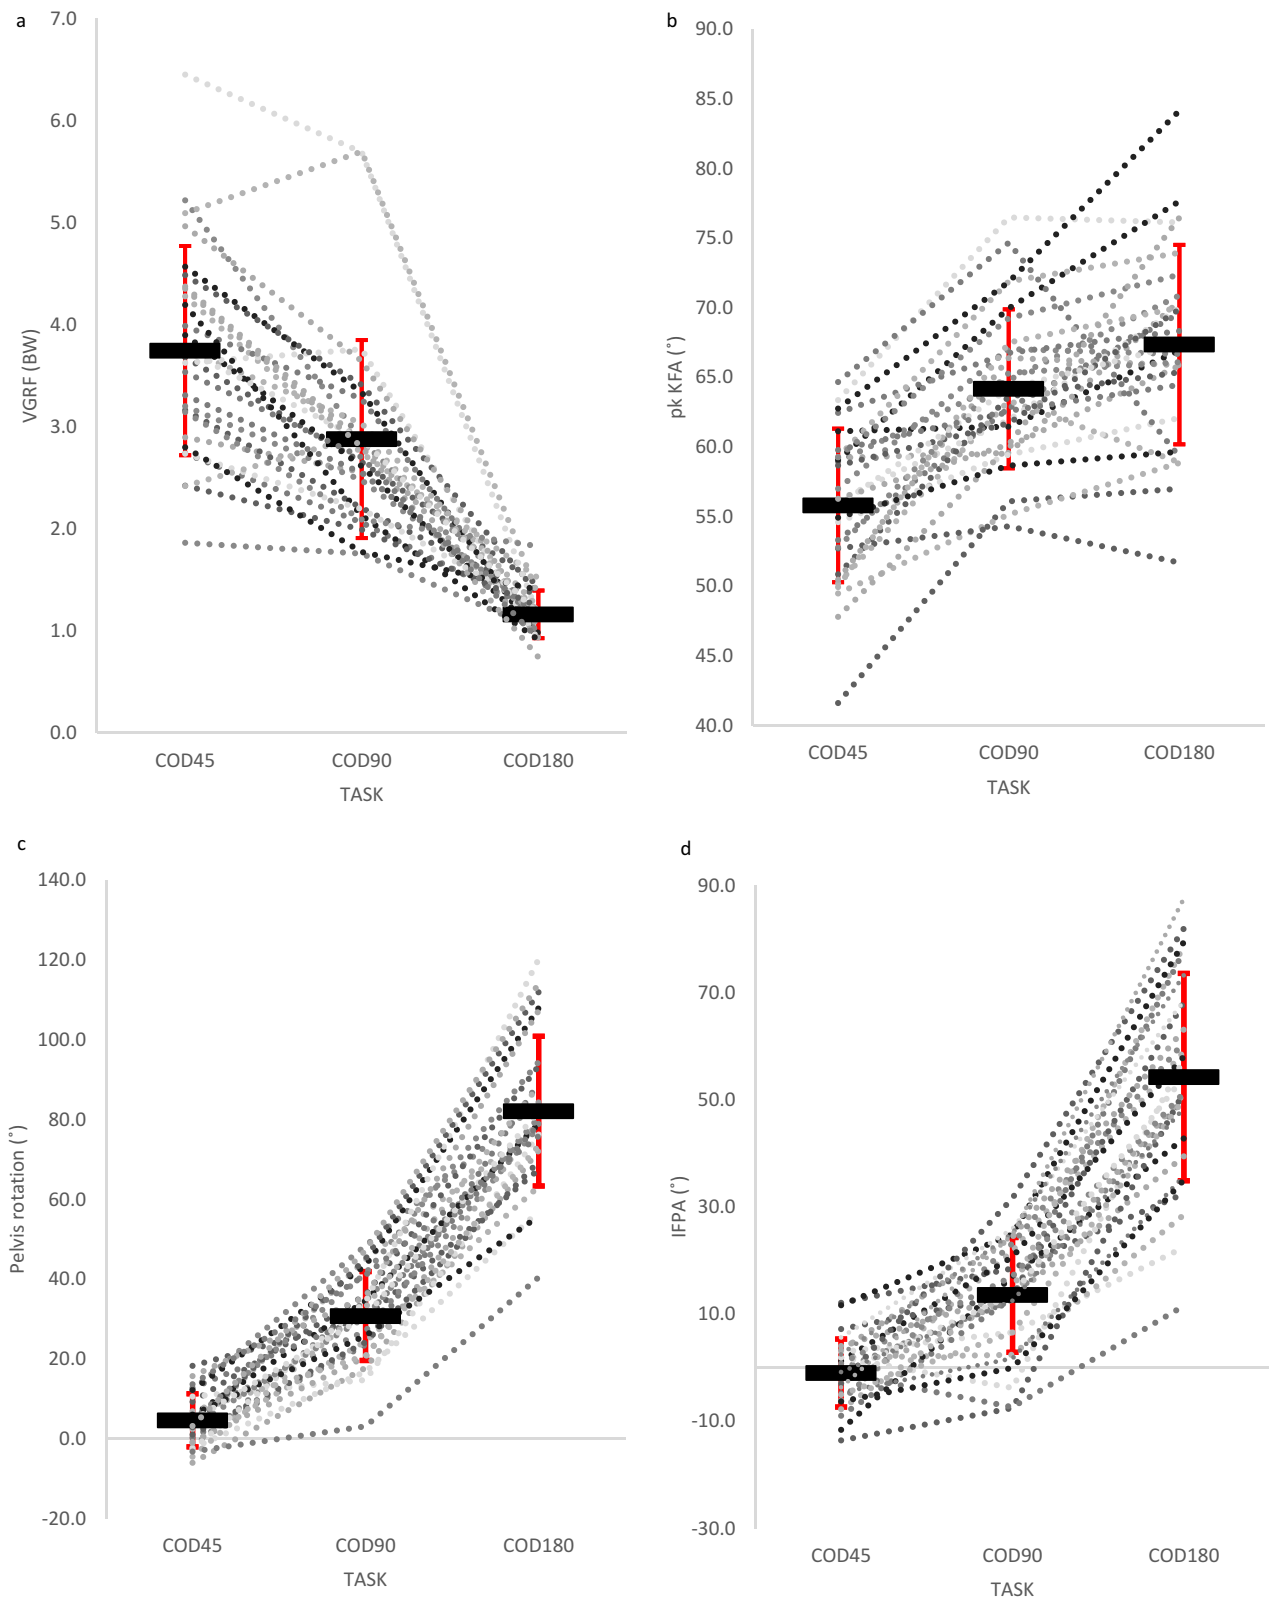 a
7.0
6.0
5.0
4.0
3.0
2.0
1.0
0.0
VGRF (BW)
COD45 COD90 COD180
TASK
b
90.0
85.0
80.0
75.0
70.0
65.0
60.0
55.0
50.0
45.0
40.0
pk KFA (˚)
COD45 COD90 COD180
TASK
c
140.0
120.0
100.0
80.0
60.0
40.0
20.0
0.0
-20.0
Pelvis rotation (˚)
COD45 COD90 COD180
TASK
d
90.0
70.0
50.0
30.0
10.0
-10.0
-30.0
IFPA (˚)
COD45 COD90 COD180
TASK